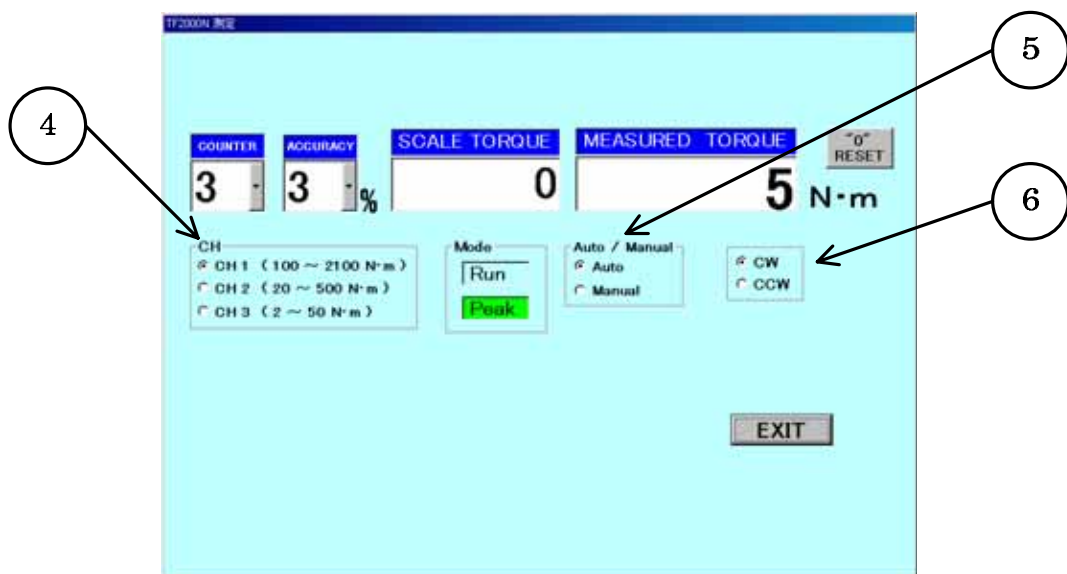 TF2000N 測定
5
4
COUNTER ACCURACY SCALE TORQUE MEASURED TORQUE "0" RESET
3 3 % 0 5 N·m
6
CH
CH 1 ( 100 ～ 2100 N·m )
CH 2 ( 20 ～ 500 N·m )
CH 3 ( 2 ～ 50 N·m )
Mode
Run
Peak
Auto / Manual
Auto
Manual
CW
CCW
EXIT